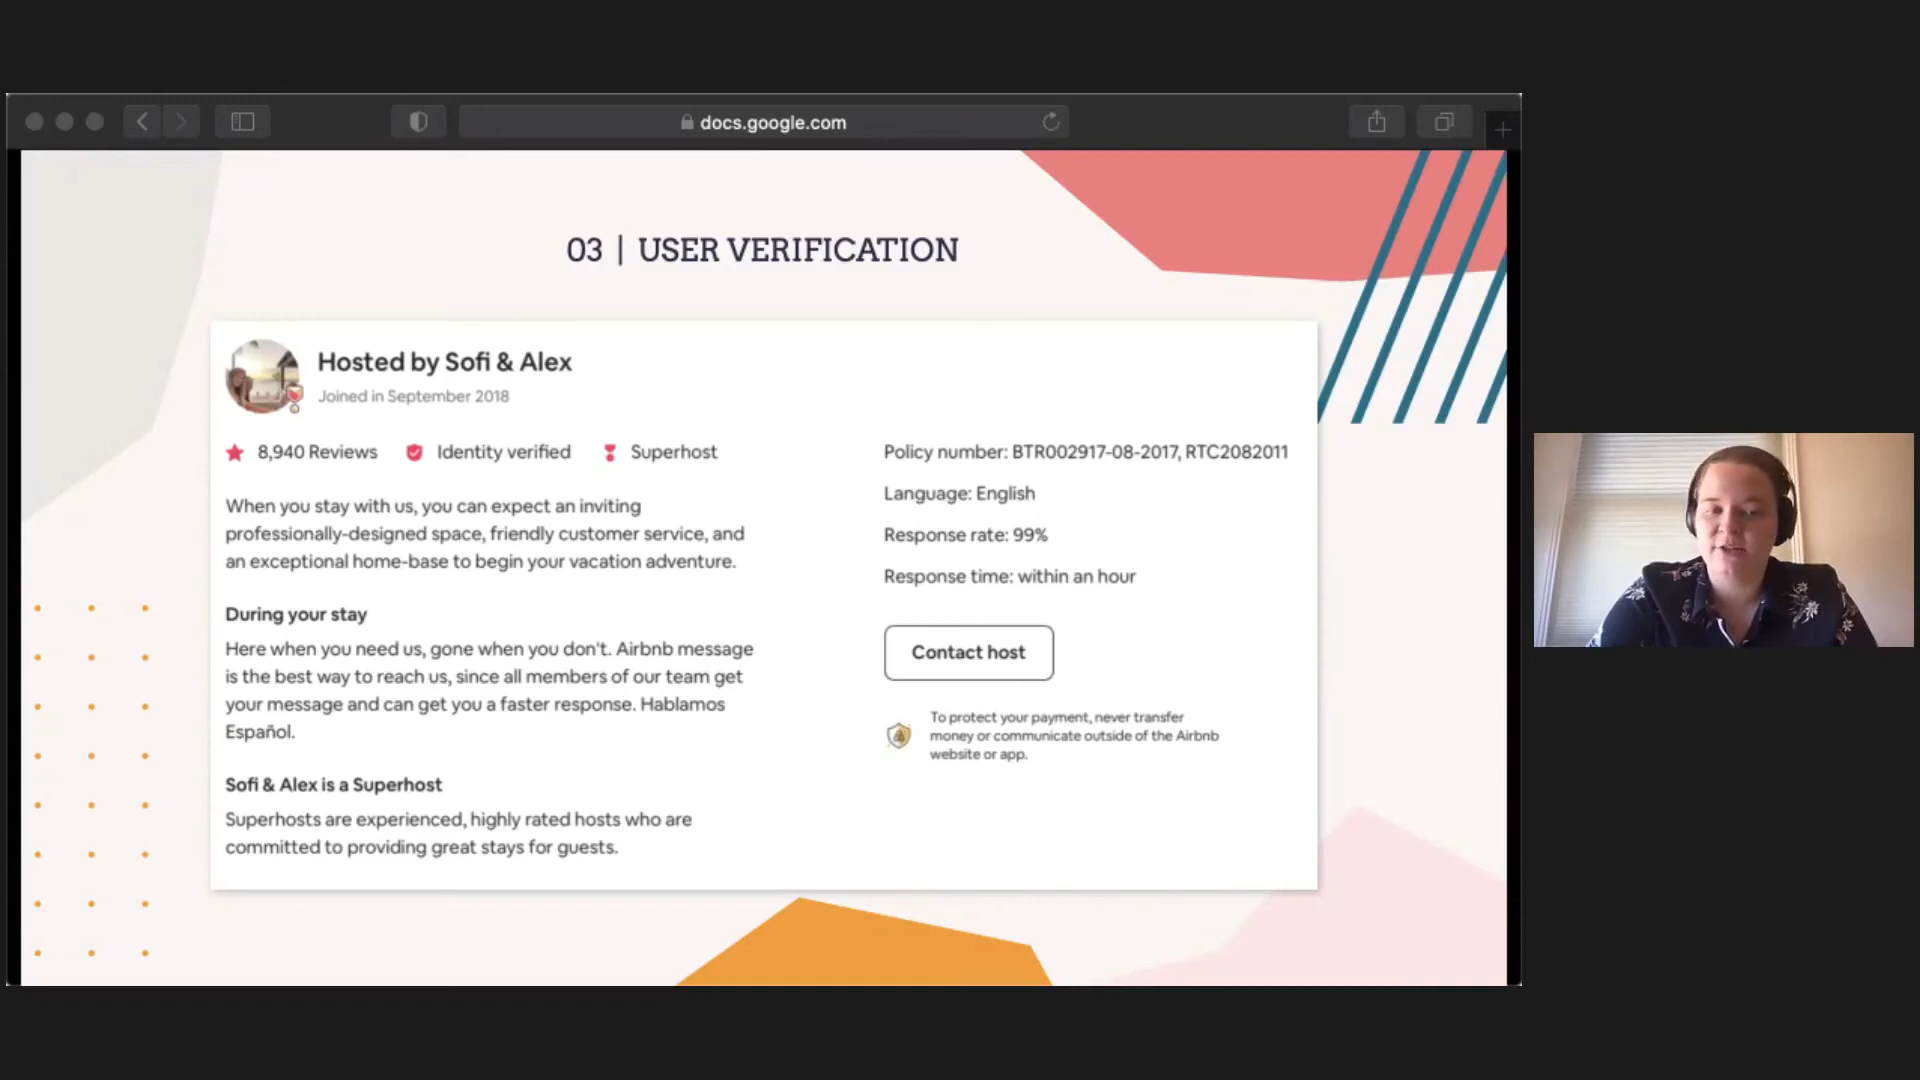 docs.google.com
03 | USER VERIFICATION
Hosted by Sofi & Alex
Joined in September 2018
8,940 Reviews
Identity verified
Superhost
When you stay with us, you can expect an inviting
professionally-designed space, friendly customer service, and
an exceptional home-base to begin your vacation adventure.
During your stay
Here when you need us, gone when you don't. Airbnb message
is the best way to reach us, since all members of our team get
your message and can get you a faster response. Hablamos
Español.
Sofi & Alex is a Superhost
Superhosts are experienced, highly rated hosts who are
committed to providing great stays for guests.
Policy number: BTR002917-08-2017, RTC2082011
Language: English
Response rate: 99%
Response time: within an hour
Contact host
To protect your payment, never transfer
money or communicate outside of the Airbnb
website or app.